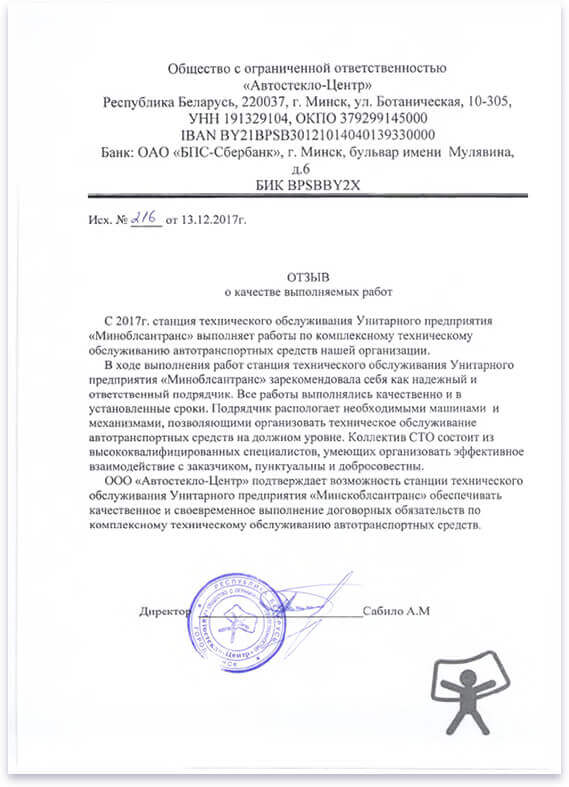 Общество с ограниченной ответственностью
«Автостекло-Центр»
Республика Беларусь, 220037, г. Минск, ул. Ботаническая, 10-305,
УНН 191329104, ОКПО 379299145000
IBAN BY21BPSB30121014040139330000
Банк: ОАО «БПС-Сбербанк», г. Минск, бульвар имени Мулявина,
д.6
БИК BPSBBY2X
Исх. № 216 от 13.12.2017г.
ОТЗЫВ
о качестве выполняемых работ
С 2017г. станция технического обслуживания Унитарного предприятия
«Миноблсантранс» выполняет работы по комплексному техническому
обслуживанию автотранспортных средств нашей организации.
В ходе выполнения работ станция технического обслуживания Унитарного
предприятия «Миноблсантранс» зарекомендовала себя как надежный и
ответственный подрядчик. Все работы выполнялись качественно и в
установленные сроки. Подрядчик распологает необходимыми машинами и
механизмами, позволяющими организовать техническое обслуживание
автотранспортных средств на должном уровне. Коллектив СТО состоит из
высококвалифицированных специалистов, умеющих организовать эффективное
взаимодействие с заказчиком, пунктуальны и добросовестны.
ООО «Автостекло-Центр» подтверждает возможность станции технического
обслуживания Унитарного предприятия «Минскоблсантранс» обеспечивать
качественное и своевременное выполнение договорных обязательств по
комплексному техническому обслуживанию автотранспортных средств.
Директор Сабило А.М
РЕСПУБЛИКА БЕЛАРУСЬ
«Автостекло-Центр»